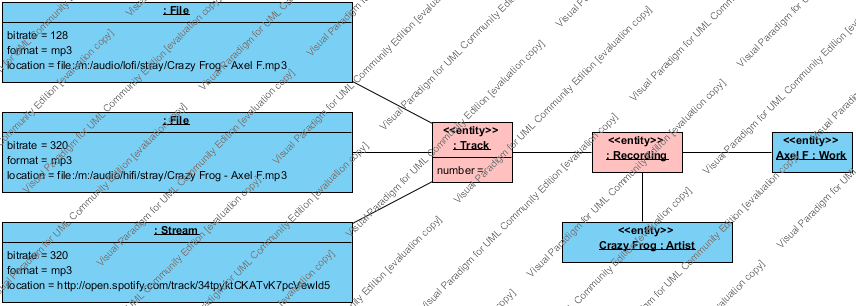 : File
bitrate = 128
format = mp3
location = file:/m:/audio/lofi/stray/Crazy Frog - Axel F.mp3
: File
bitrate = 320
format = mp3
location = file:/m:/audio/hifi/stray/Crazy Frog - Axel F.mp3
: Stream
bitrate = 320
format = mp3
location = http://open.spotify.com/track/
<<entity>>
: Track
number =
<<entity>>
: Recording
<<entity>>
Axel F : Work
<<entity>>
Crazy Frog : Artist
Visual Paradigm for UML Community Edition [evaluation copy]